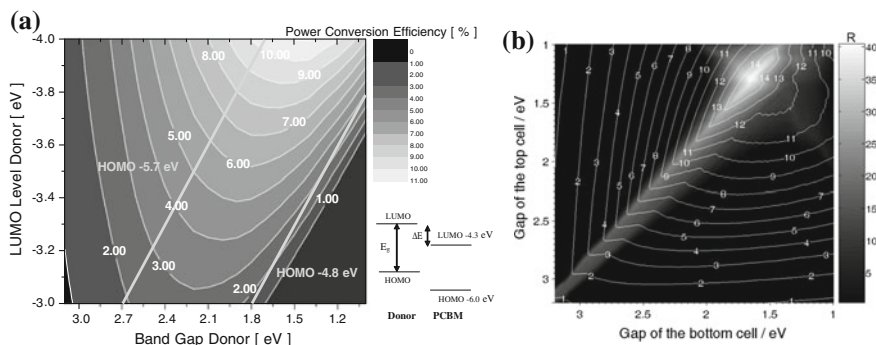 (a)
Power Conversion Efficiency [ % ]
-4.0
-3.8
-3.6
-3.4
-3.2
-3.0
LUMO Level Donor [ eV ]
3.0 2.7 2.4 2.1 1.8 1.5 1.2
Band Gap Donor [ eV ]
8.00
10.00
9.00
7.00
5.00
6.00
HOMO -5.7 eV
4.00
1.00
2.00
3.00
2.00
HOMO -4.8 eV
0
1.00
2.00
3.00
4.00
5.00
6.00
7.00
8.00
9.00
10.00
11.00
LUMO
ΔE
LUMO -4.3 eV
Eg
HOMO
HOMO -6.0 eV
Donor PCBM
(b)
R
1
1.5
2
2.5
3
Gap of the top cell / eV
3 2.5 2 1.5 1
Gap of the bottom cell / eV
40
35
30
25
20
15
10
5